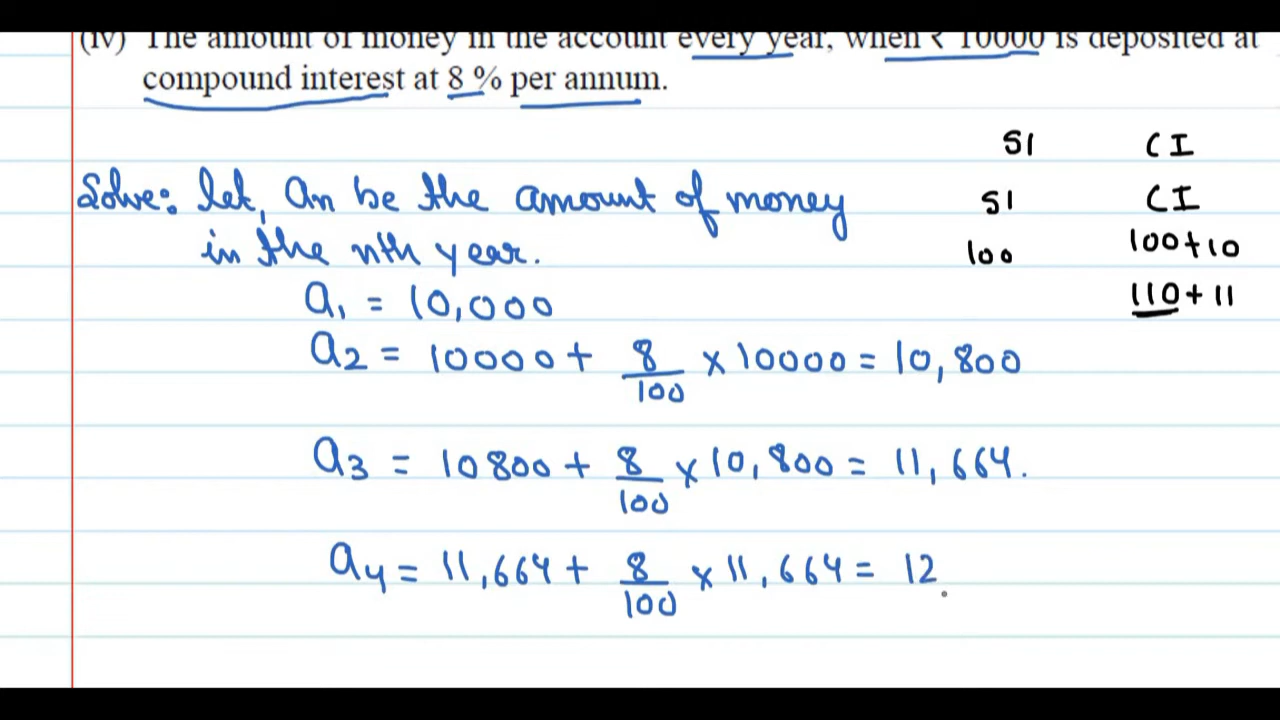 (iv) The amount of money in the account every year, when ₹ 10000 is deposited at
compound interest at 8 % per annum.
SI CI
Solve: let, an be the amount of money SI CI
in the nth year. 100 100+10
a1 = 10,000 110+11
a2 = 10000 + 8/100 × 10000 = 10,800
a3 = 10800 + 8/100 × 10,800 = 11,664.
a4 = 11,664 + 8/100 × 11,664 = 12